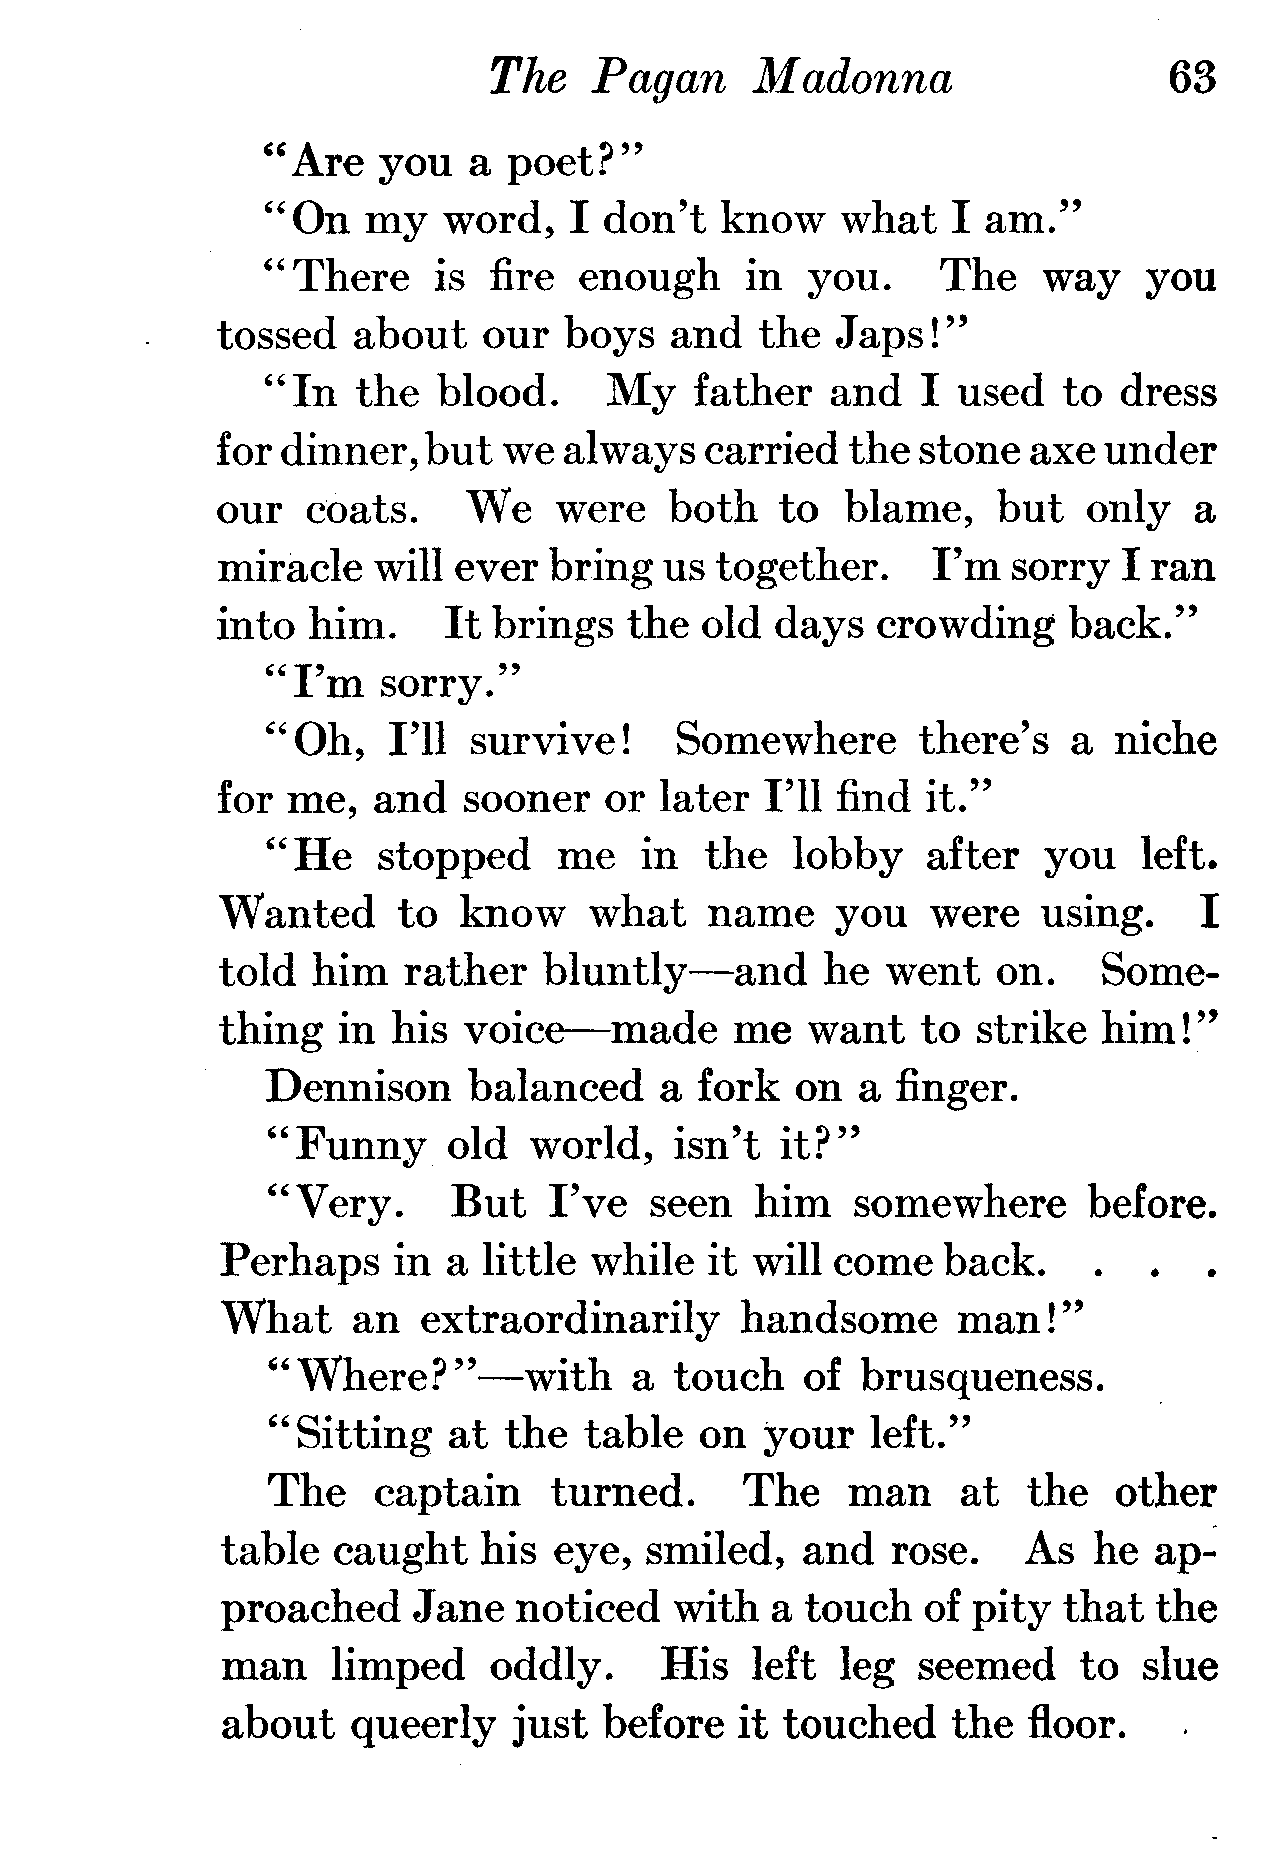 The Pagan Madonna 63
“Are you a poet?”
“On my word, I don’t know what I am.”
“There is fire enough in you. The way you
tossed about our boys and the Japs!”
“In the blood. My father and I used to dress
for dinner, but we always carried the stone axe under
our coats. We were both to blame, but only a
miracle will ever bring us together. I’m sorry I ran
into him. It brings the old days crowding back.”
“I’m sorry.”
“Oh, I’ll survive! Somewhere there’s a niche
for me, and sooner or later I’ll find it.”
“He stopped me in the lobby after you left.
Wanted to know what name you were using. I
told him rather bluntly—and he went on. Some-
thing in his voice—made me want to strike him!”
Dennison balanced a fork on a finger.
“Funny old world, isn’t it?”
“Very. But I’ve seen him somewhere before.
Perhaps in a little while it will come back. . . .
What an extraordinarily handsome man!”
“Where?”—with a touch of brusqueness.
“Sitting at the table on your left.”
The captain turned. The man at the other
table caught his eye, smiled, and rose. As he ap-
proached Jane noticed with a touch of pity that the
man limped oddly. His left leg seemed to slue
about queerly just before it touched the floor.